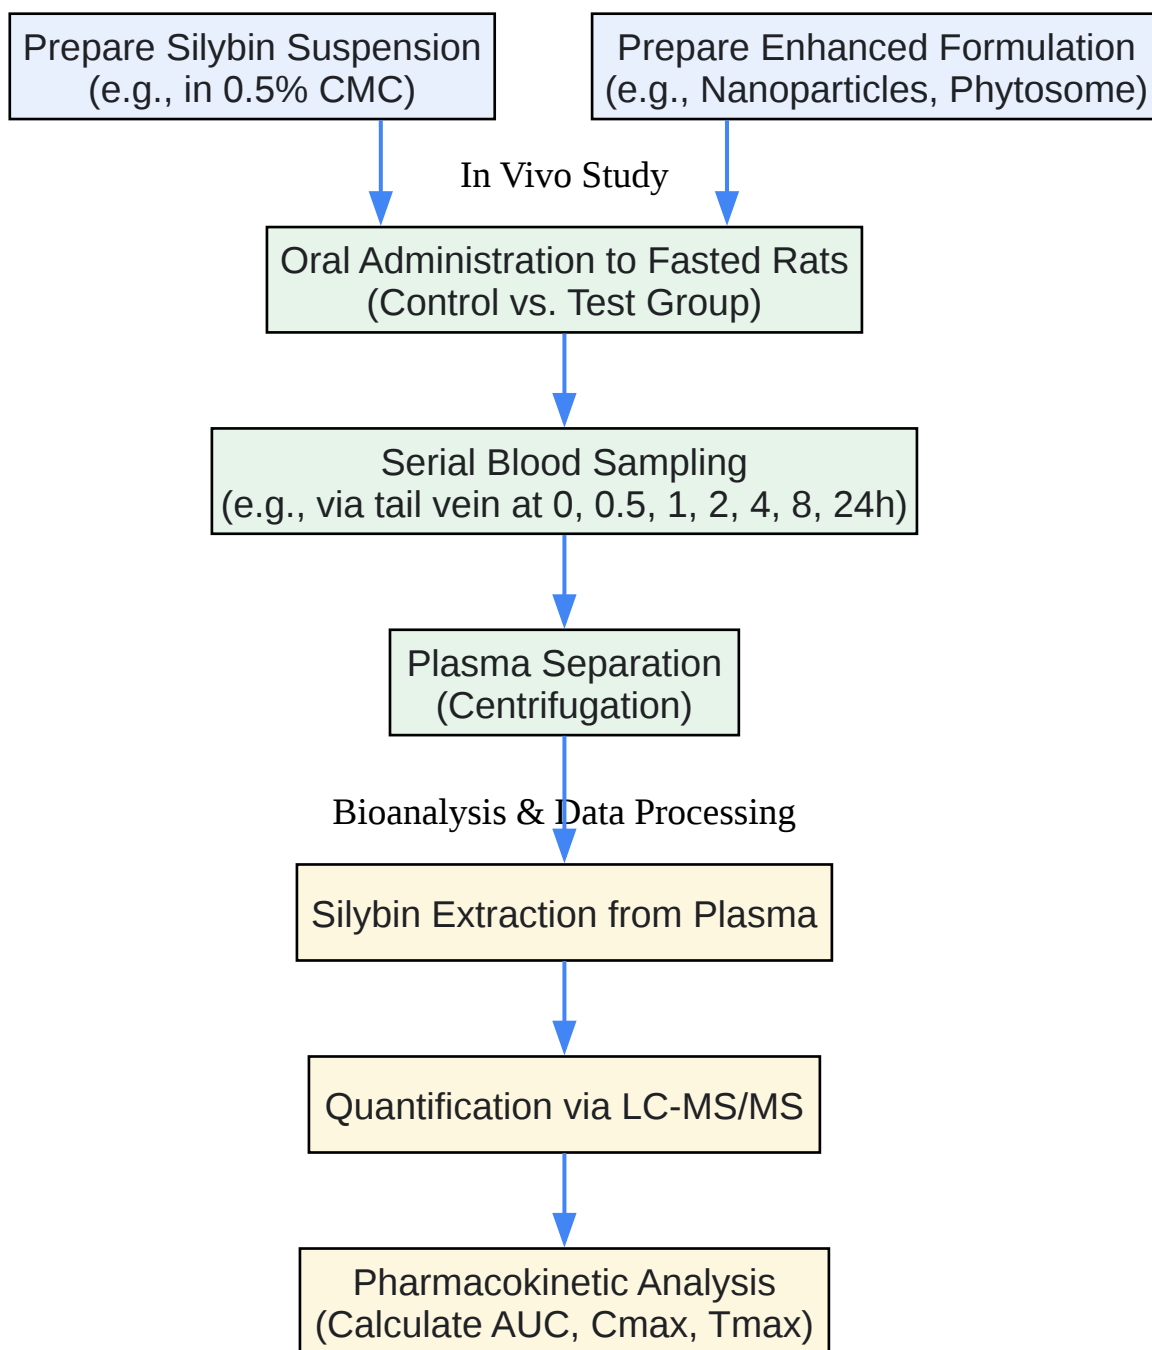 Prepare Silybin Suspension
(e.g., in 0.5% CMC)
Prepare Enhanced Formulation
(e.g., Nanoparticles, Phytosome)
In Vivo Study
Oral Administration to Fasted Rats
(Control vs. Test Group)
Serial Blood Sampling
(e.g., via tail vein at 0, 0.5, 1, 2, 4, 8, 24h)
Plasma Separation
(Centrifugation)
Bioanalysis & Data Processing
Silybin Extraction from Plasma
Quantification via LC-MS/MS
Pharmacokinetic Analysis
(Calculate AUC, Cmax, Tmax)